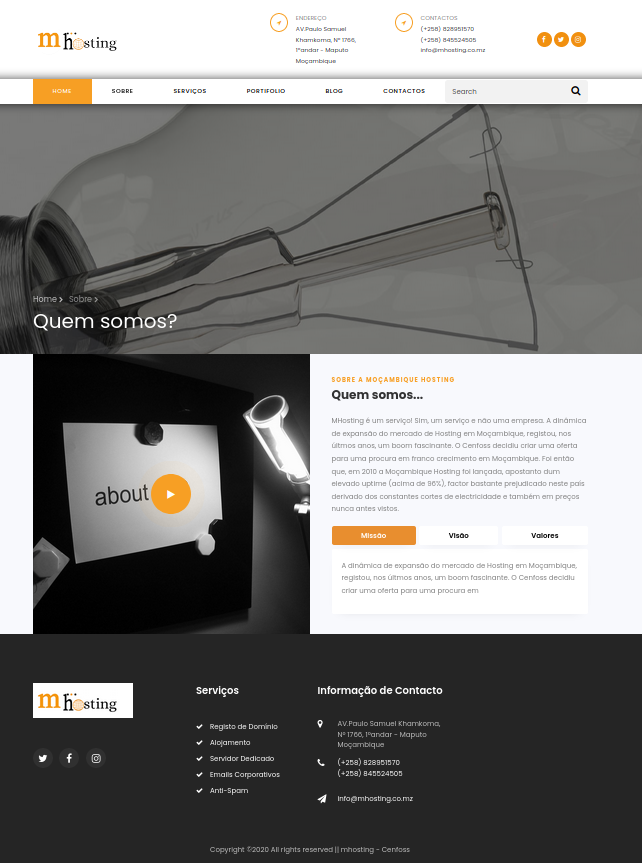 mhosting
ENDEREÇO
AV.Paulo Samuel
Khamkoma, Nº 1766,
1ºandar - Maputo
Moçambique
CONTACTOS
(+258) 828951570
(+258) 845524505
info@mhosting.co.mz
HOME
SOBRE
SERVIÇOS
PORTIFOLIO
BLOG
CONTACTOS
Search
Home
Sobre
Quem somos?
about
SOBRE A MOÇAMBIQUE HOSTING
Quem somos...
MHosting é um serviço! Sim, um serviço e não uma empresa. A dinâmica
de expansão do mercado de Hosting em Moçambique, registou, nos
últimos anos, um boom fascinante. O Cenfoss decidiu criar uma oferta
para uma procura em franco crecimento em Moçambique. Foi então
que, em 2010 a Moçambique Hosting foi lançada, apostanto dum
elevado uptime (acima de 96%), factor bastante prejudicado neste país
derivado dos constantes cortes de electricidade e também em preços
nunca antes vistos.
Missão
Visão
Valores
A dinâmica de expansão do mercado de Hosting em Moçambique,
registou, nos últimos anos, um boom fascinante. O Cenfoss decidiu
criar uma oferta para uma procura em
mhosting
Serviços
Registo de Domínio
Alojamento
Servidor Dedicado
Emails Corporativos
Anti-Spam
Informação de Contacto
AV.Paulo Samuel Khamkoma,
Nº 1766, 1ºandar - Maputo
Moçambique
(+258) 828951570
(+258) 845524505
info@mhosting.co.mz
Copyright ©2020 All rights reserved || mhosting - Cenfoss